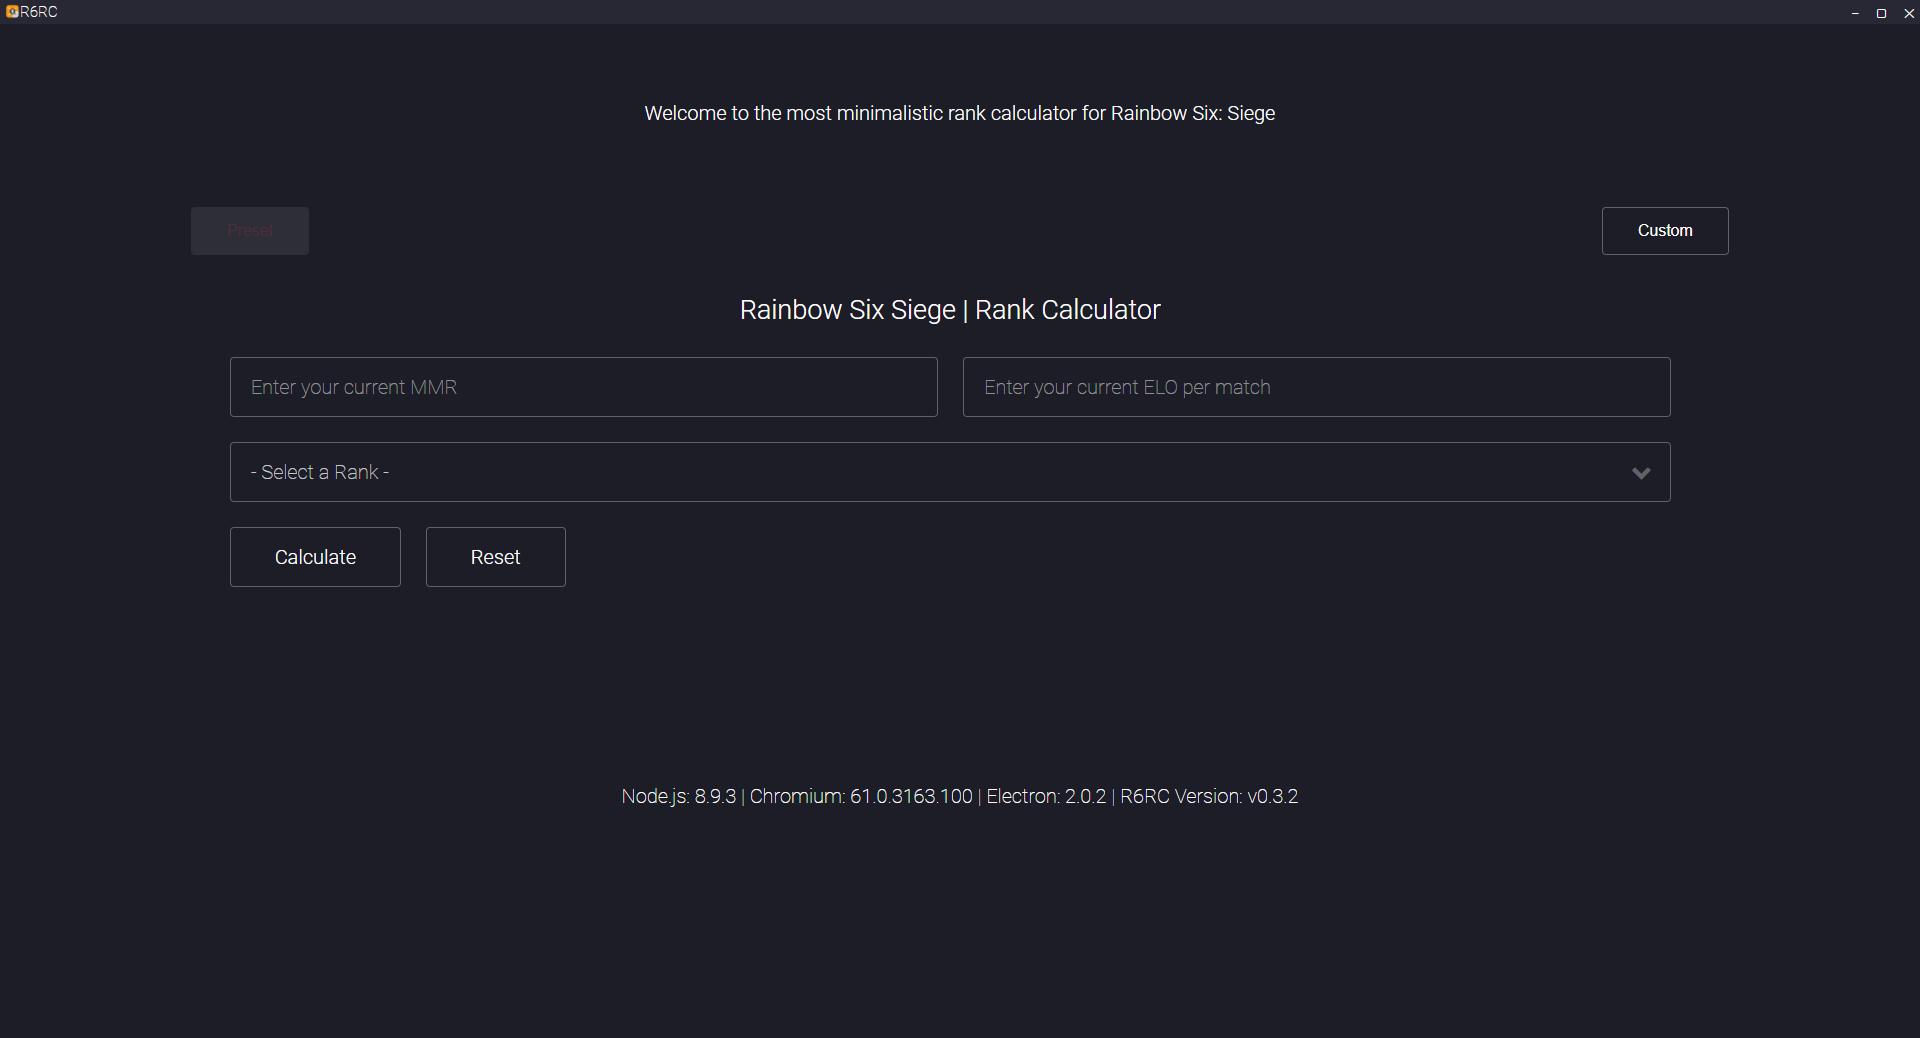 R6RC
Welcome to the most minimalistic rank calculator for Rainbow Six: Siege
Preset
Custom
Rainbow Six Siege | Rank Calculator
Enter your current MMR
Enter your current ELO per match
- Select a Rank -
Calculate
Reset
Node.js: 8.9.3 | Chromium: 61.0.3163.100 | Electron: 2.0.2 | R6RC Version: v0.3.2